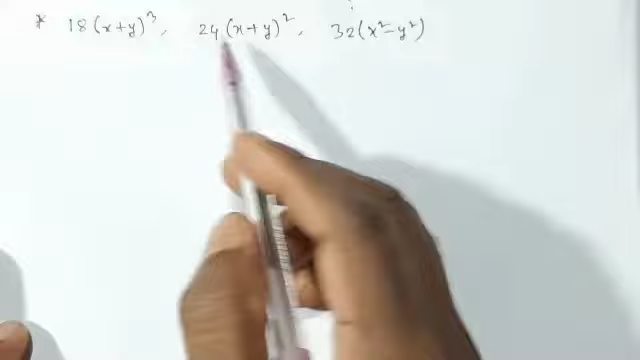 * 18(x+y)³, 24(x+y)², 32(x²-y²)